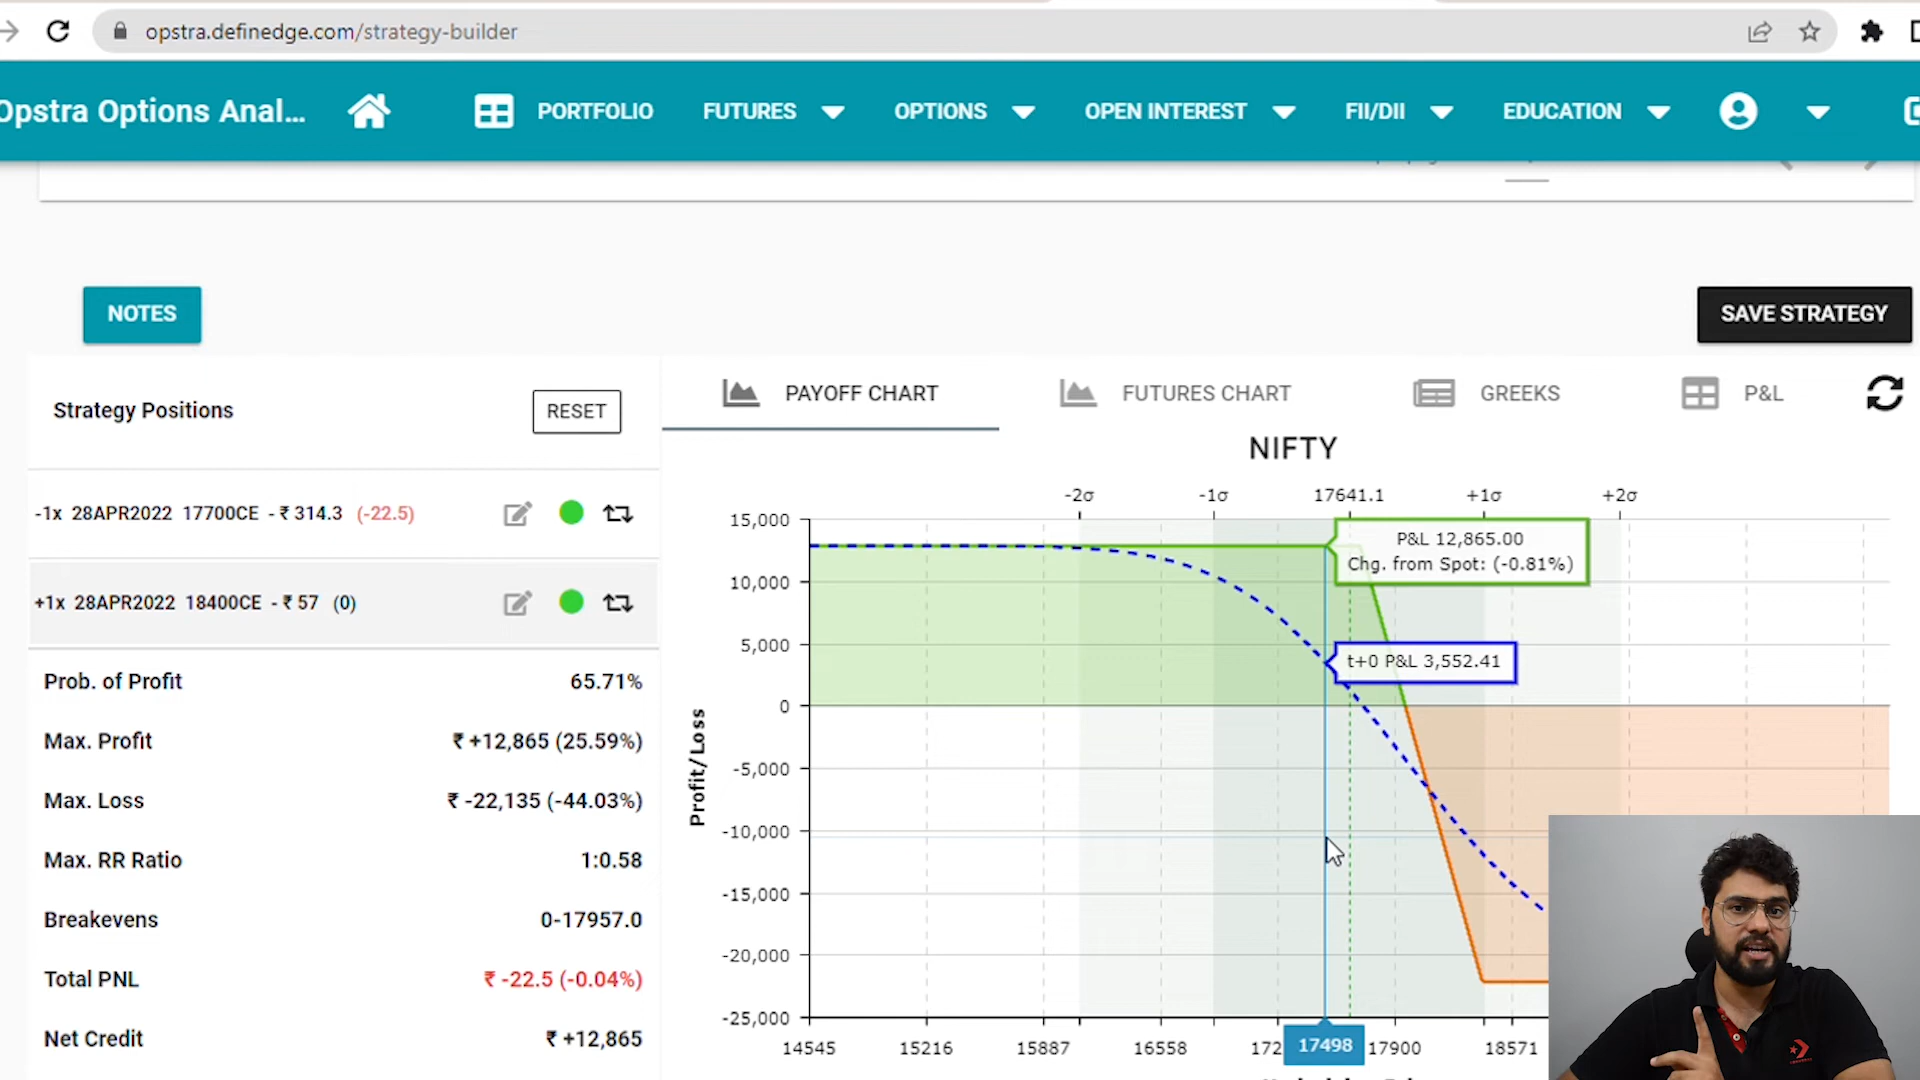 opstra.definedge.com/strategy-builder
Opstra Options Anal...
PORTFOLIO
FUTURES
OPTIONS
OPEN INTEREST
FII/DII
EDUCATION
NOTES
SAVE STRATEGY
Strategy Positions
RESET
-1x 28APR2022 17700CE - ₹ 314.3 (-22.5)
+1x 28APR2022 18400CE - ₹ 57 (0)
Prob. of Profit 65.71%
Max. Profit ₹ +12,865 (25.59%)
Max. Loss ₹ -22,135 (-44.03%)
Max. RR Ratio 1:0.58
Breakevens 0-17957.0
Total PNL ₹ -22.5 (-0.04%)
Net Credit ₹ +12,865
PAYOFF CHART
FUTURES CHART
GREEKS
P&L
NIFTY
-2σ -1σ 17641.1 +1σ +2σ
15,000
10,000
5,000
0
-5,000
-10,000
-15,000
-20,000
-25,000
Profit/Loss
P&L 12,865.00
Chg. from Spot: (-0.81%)
t+0 P&L 3,552.41
14545 15216 15887 16558 172 17498 17900 18571